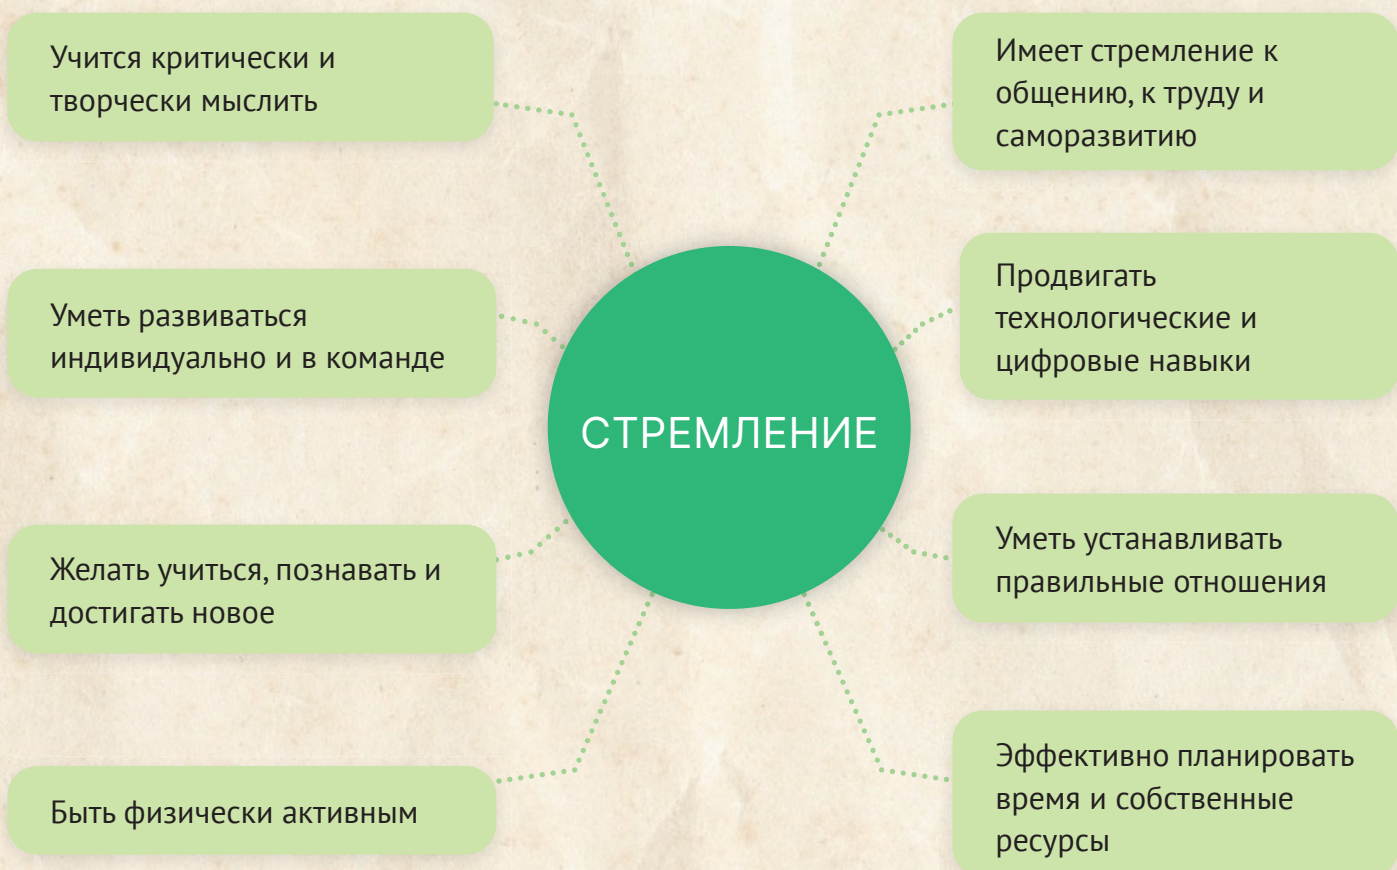 Учится критически и
творчески мыслить
Имеет стремление к
общению, к труду и
саморазвитию
Уметь развиваться
индивидуально и в команде
Продвигать
технологические и
цифровые навыки
СТРЕМЛЕНИЕ
Желать учиться, познавать и
достигать новое
Уметь устанавливать
правильные отношения
Быть физически активным
Эффективно планировать
время и собственные
ресурсы